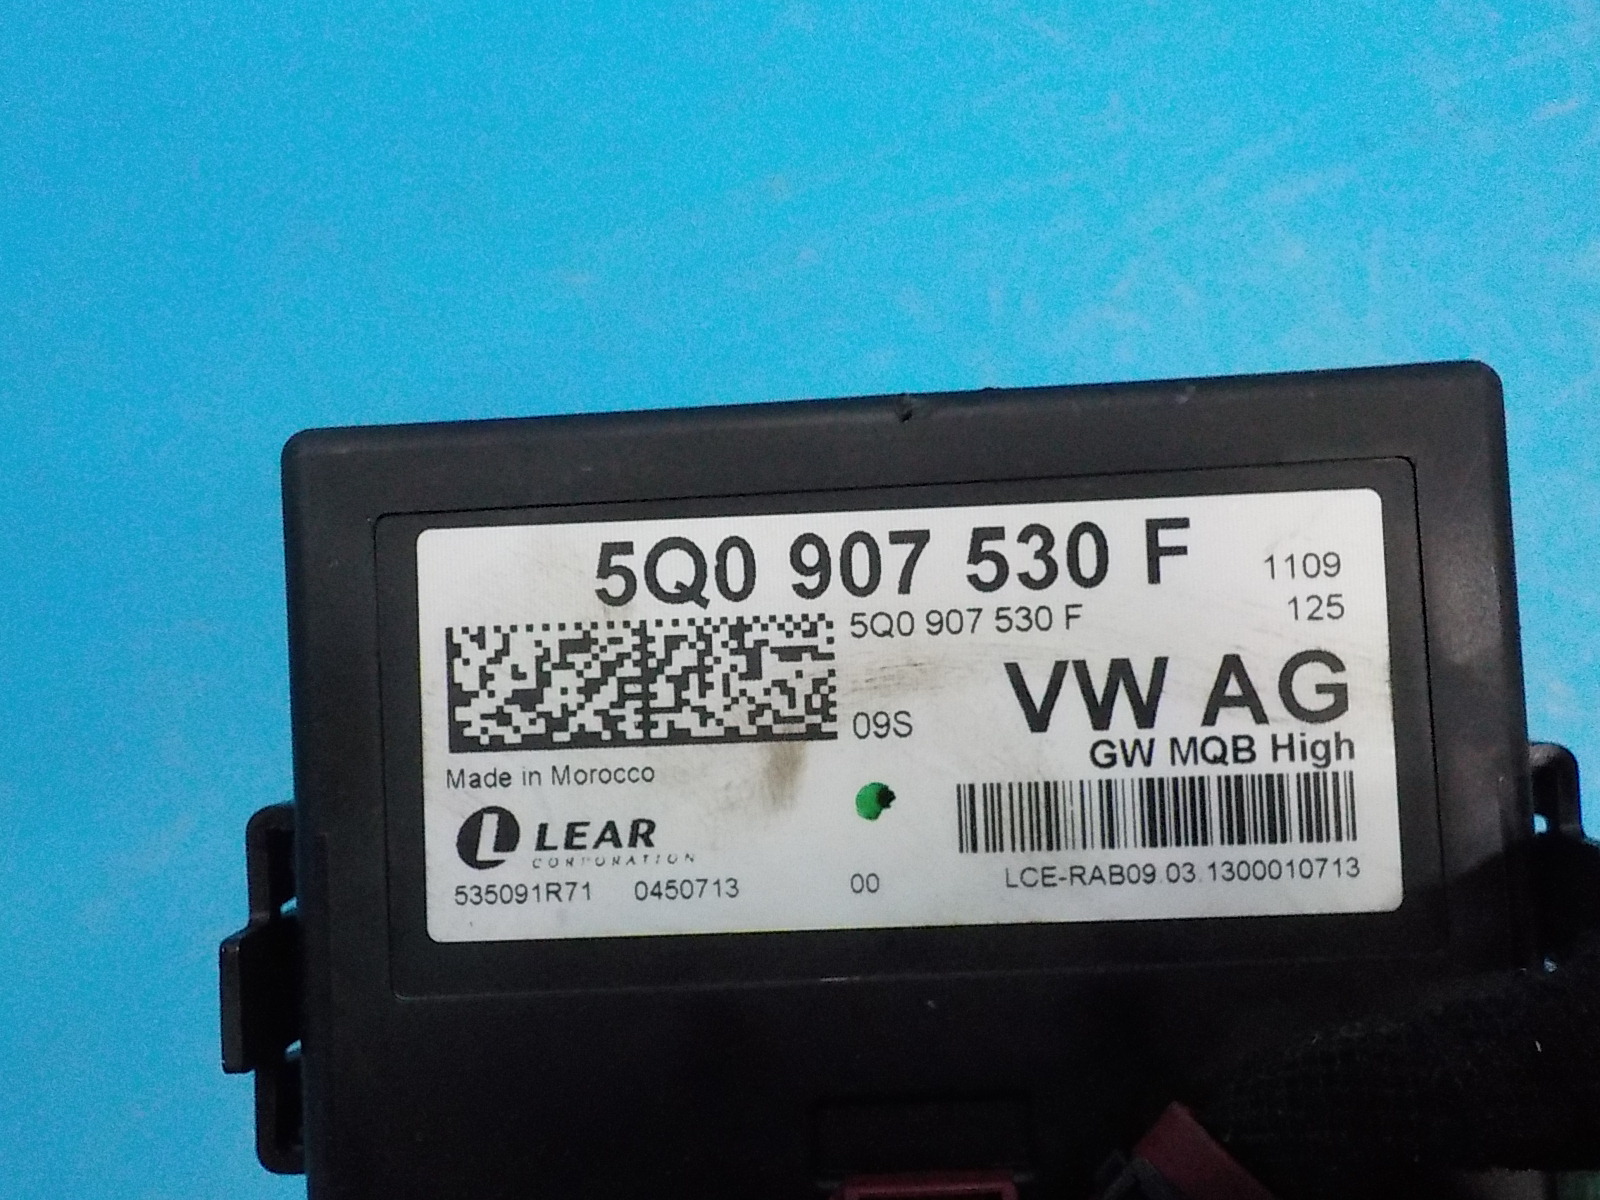 5Q0 907 530 F 1109
5Q0 907 530 F 125
VW AG
09S
GW MQB High
Made in Morocco
L LEAR
CORPORATION
535091R71 0450713 00 LCE-RAB09.03.1300010713